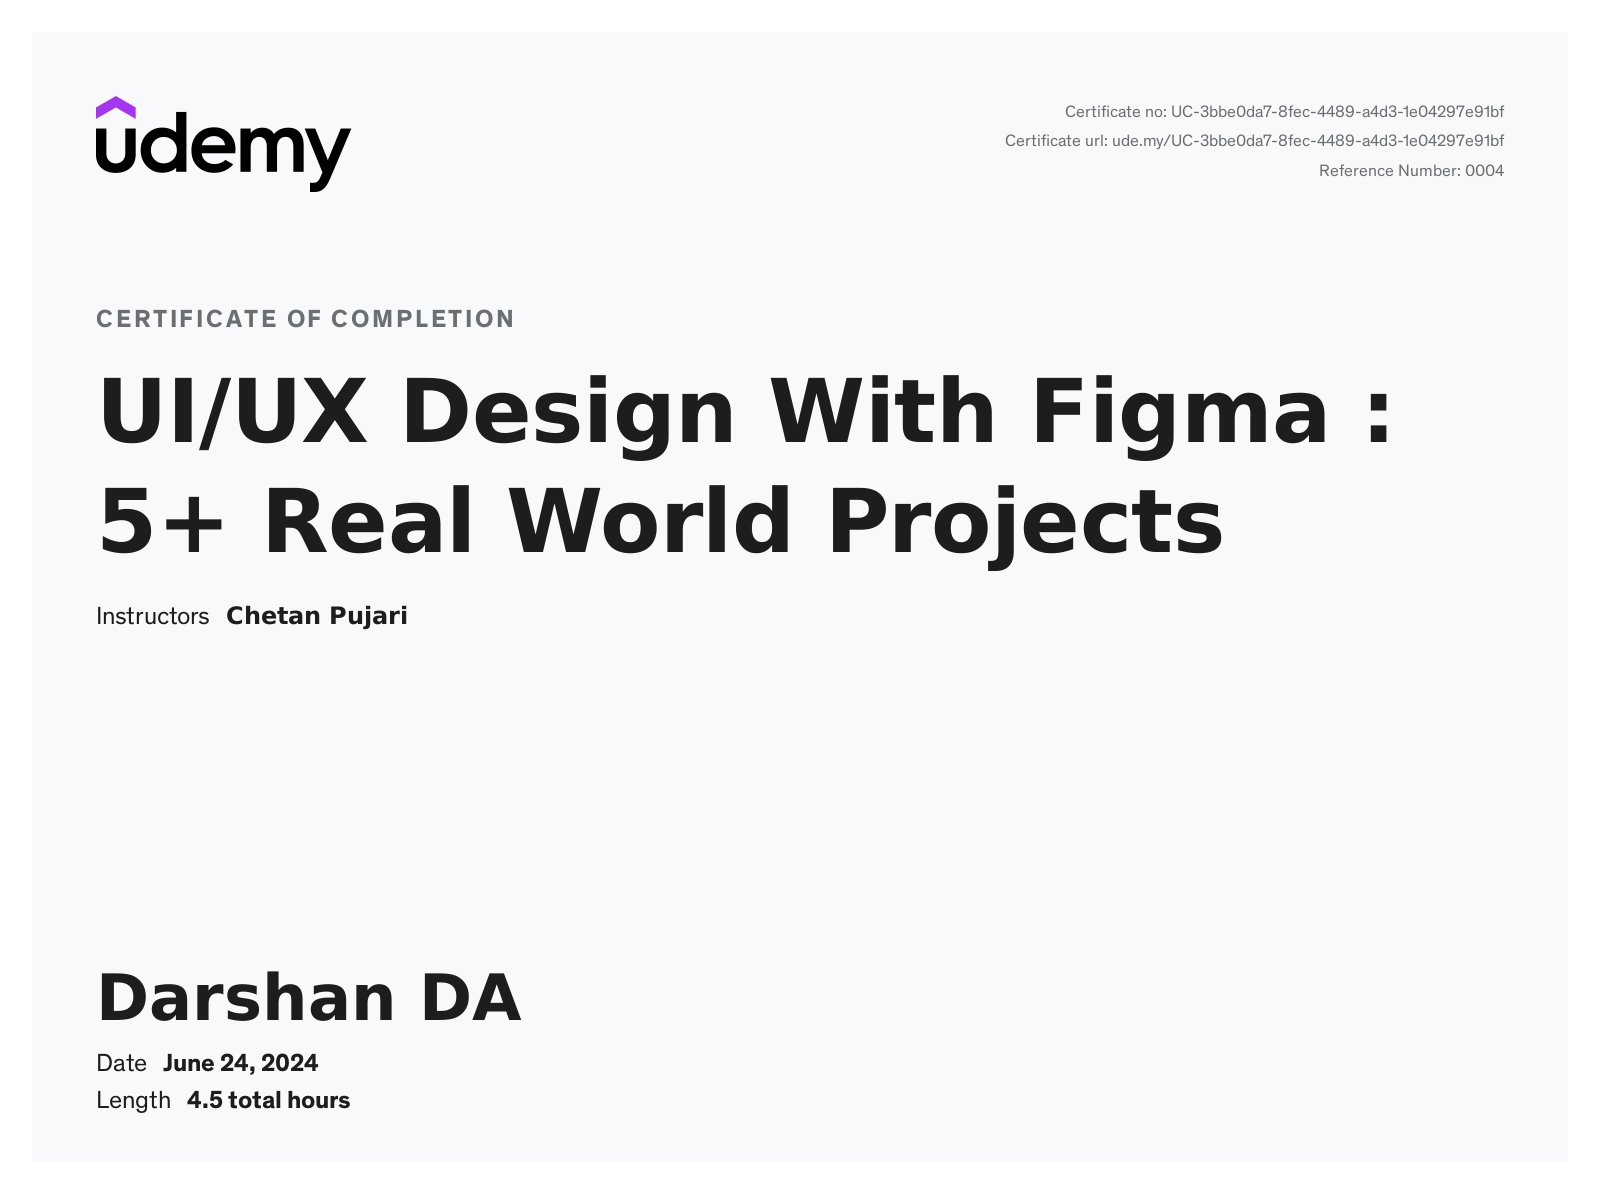 udemy
Certificate no: UC-3bbe0da7-8fec-4489-a4d3-1e04297e91bf
Certificate url: ude.my/UC-3bbe0da7-8fec-4489-a4d3-1e04297e91bf
Reference Number: 0004
CERTIFICATE OF COMPLETION
UI/UX Design With Figma :
5+ Real World Projects
Instructors Chetan Pujari
Darshan DA
Date June 24, 2024
Length 4.5 total hours